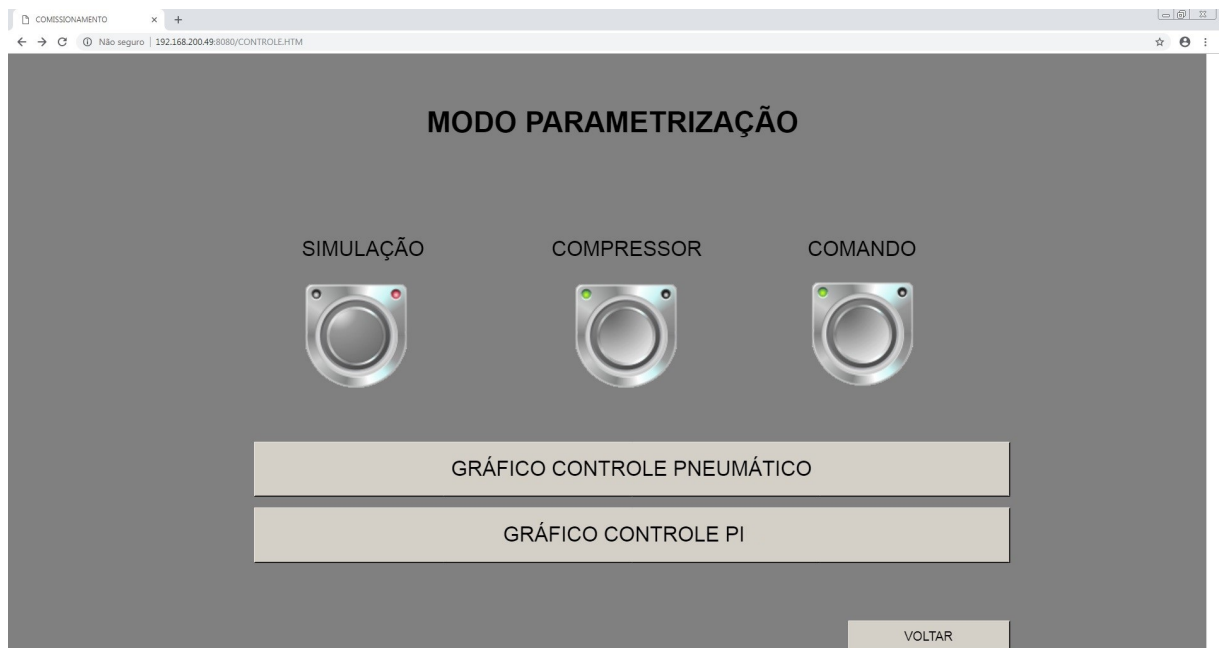 COMISSIONAMENTO
Não seguro | 192.168.200.49:8080/CONTROLE.HTM
MODO PARAMETRIZAÇÃO
SIMULAÇÃO COMPRESSOR COMANDO
GRÁFICO CONTROLE PNEUMÁTICO
GRÁFICO CONTROLE PI
VOLTAR